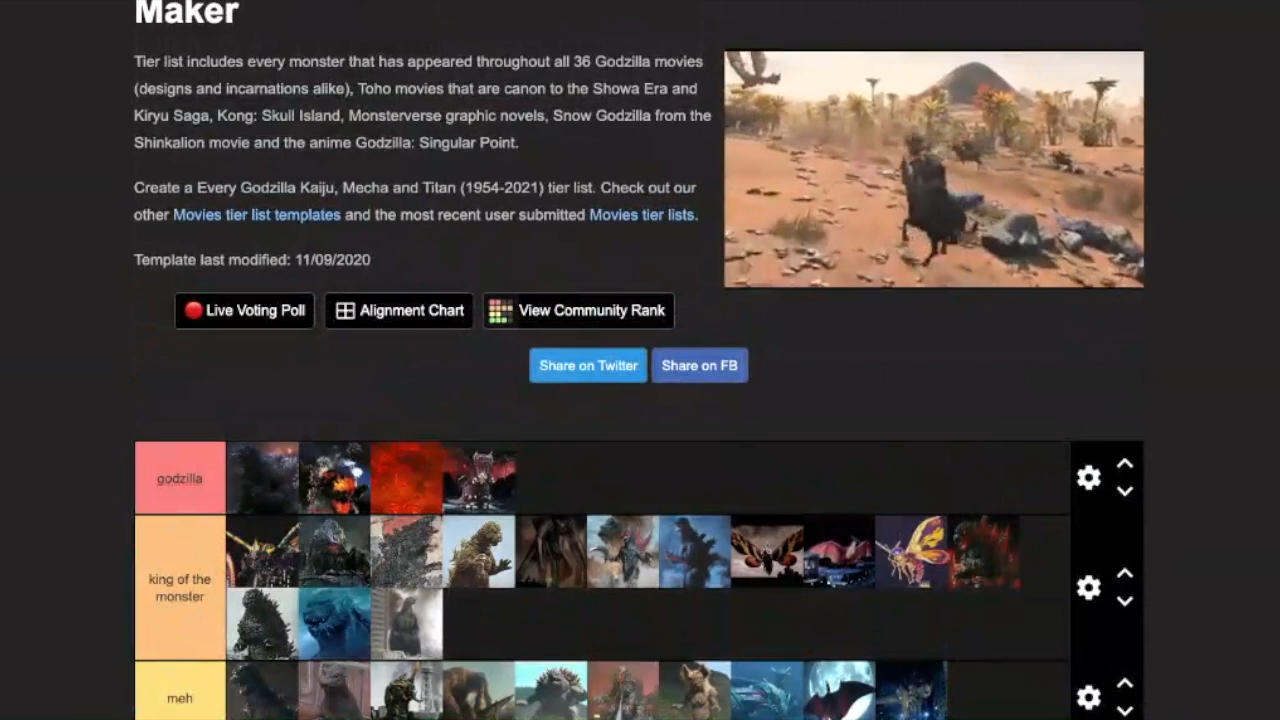 Maker
Tier list includes every monster that has appeared throughout all 36 Godzilla movies
(designs and incarnations alike), Toho movies that are canon to the Showa Era and
Kiryu Saga, Kong: Skull Island, Monsterverse graphic novels, Snow Godzilla from the
Shinkalion movie and the anime Godzilla: Singular Point.
Create a Every Godzilla Kaiju, Mecha and Titan (1954-2021) tier list. Check out our
other Movies tier list templates and the most recent user submitted Movies tier lists.
Template last modified: 11/09/2020
Live Voting Poll
Alignment Chart
View Community Rank
Share on Twitter
Share on FB
godzilla
king of the
monster
meh